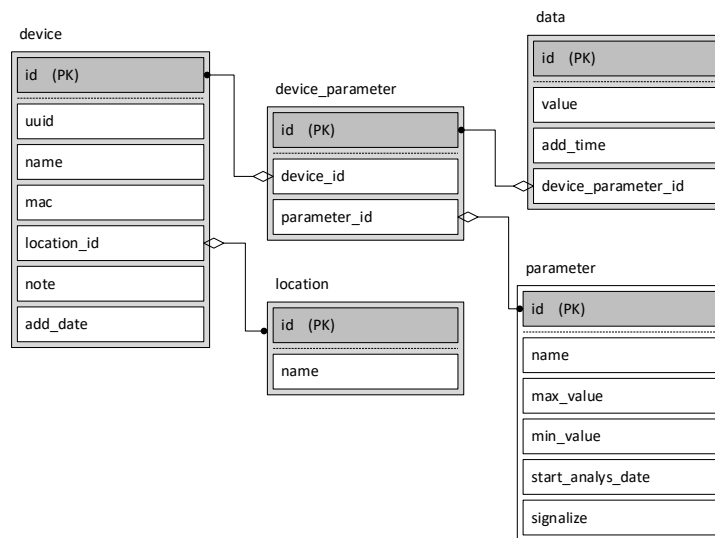 device
id (PK)
uuid
name
mac
location_id
note
add_date
device_parameter
id (PK)
device_id
parameter_id
location
id (PK)
name
data
id (PK)
value
add_time
device_parameter_id
parameter
id (PK)
name
max_value
min_value
start_analys_date
signalize